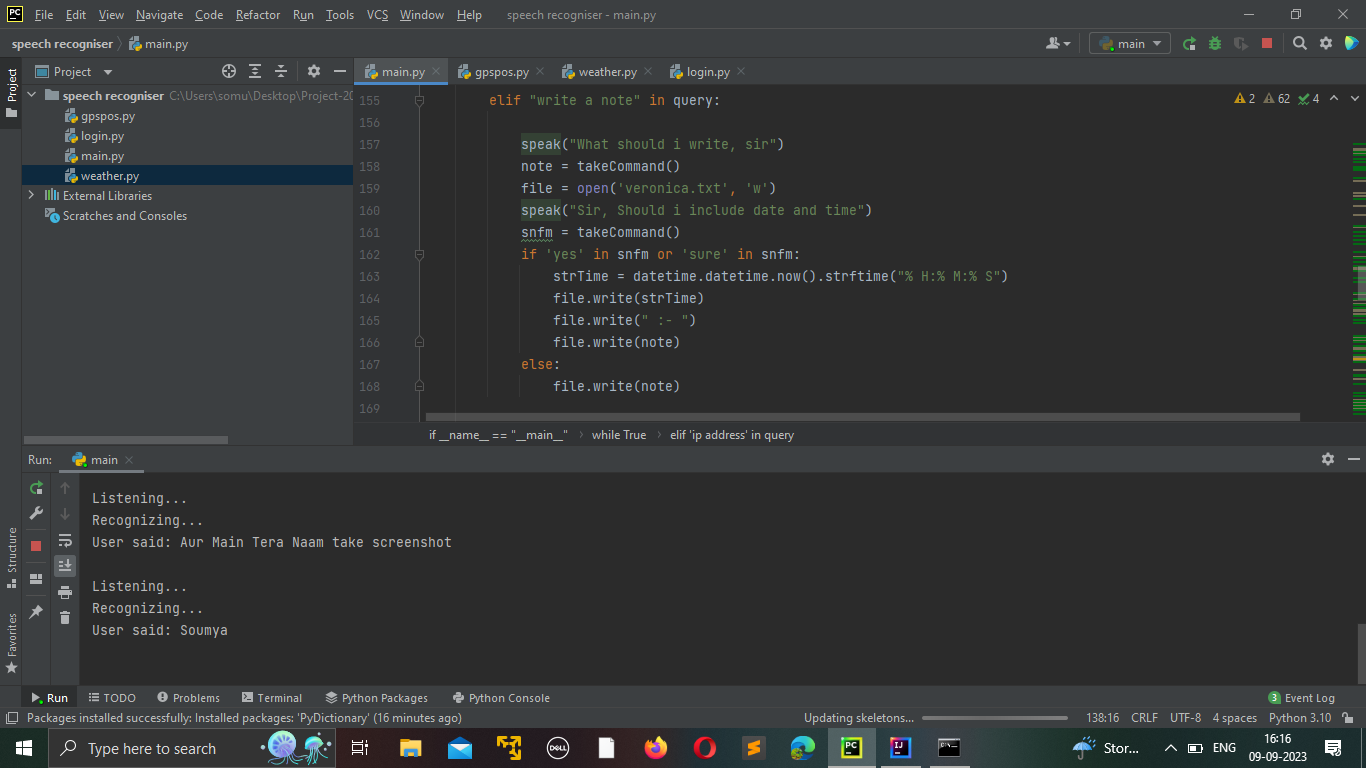 PC File Edit View Navigate Code Refactor Run Tools VCS Window Help speech recogniser - main.py
speech recogniser main.py main
Project main.py gpspos.py weather.py login.py
Project
speech recogniser C:\Users\somu\Desktop\Project-20
gpspos.py
login.py
main.py
weather.py
External Libraries
Scratches and Consoles
2 62 4
155 elif "write a note" in query:
156
157 speak("What should i write, sir")
158 note = takeCommand()
159 file = open('veronica.txt', 'w')
160 speak("Sir, Should i include date and time")
161 snfm = takeCommand()
162 if 'yes' in snfm or 'sure' in snfm:
163 strTime = datetime.datetime.now().strftime("% H:% M:% S")
164 file.write(strTime)
165 file.write(" :- ")
166 file.write(note)
167 else:
168 file.write(note)
169
if __name__ == "__main__" while True elif 'ip address' in query
Run: main
Listening...
Recognizing...
User said: Aur Main Tera Naam take screenshot
Listening...
Recognizing...
User said: Soumya
Structure
Favorites
Run TODO Problems Terminal Python Packages Python Console 3 Event Log
Packages installed successfully: Installed packages: 'PyDictionary' (16 minutes ago) Updating skeletons... 138:16 CRLF UTF-8 4 spaces Python 3.10
Type here to search DELL PC IJ Stor... ENG 16:16
09-09-2023